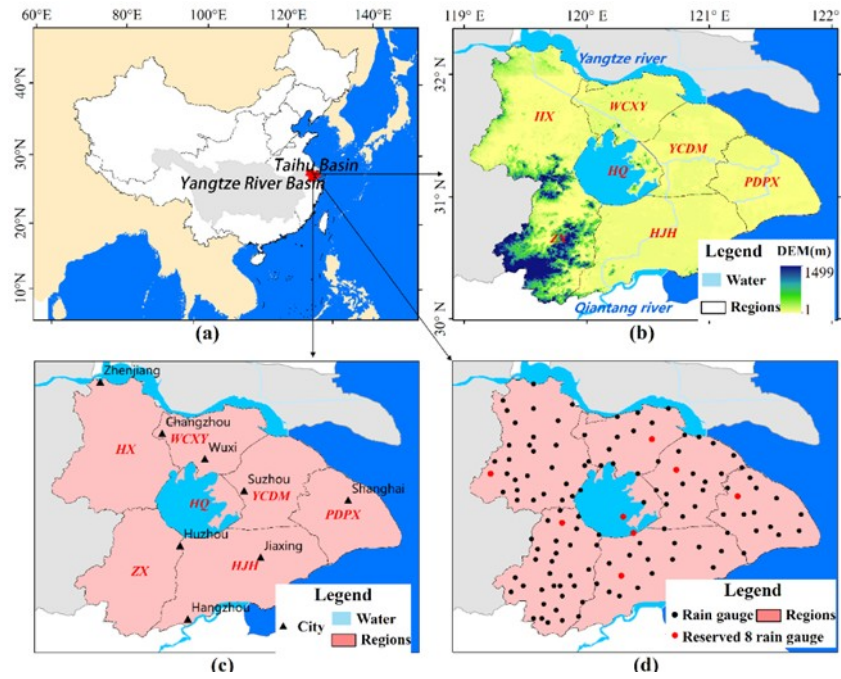 60°E 80°E 100°E 120°E 140°E
40°N
30°N
20°N
10°N
Taihu Basin
Yangtze River Basin
(a)
119°E 120°E 121°E 122°E
32°N
31°N
30°N
Yangtze river
WCXY
HX
YCDM
HQ
PDPX
ZX
HJH
Qiantang river
Legend
DEM(m)
Water
Regions
1499
1
(b)
Zhenjiang
Changzhou
WCXY
HX
Wuxi
Suzhou
HQ
YCDM
Shanghai
PDPX
Huzhou
Jiaxing
ZX
HJH
Hangzhou
Legend
City
Water
Regions
(c)
Legend
Rain gauge
Regions
Reserved 8 rain gauge
(d)